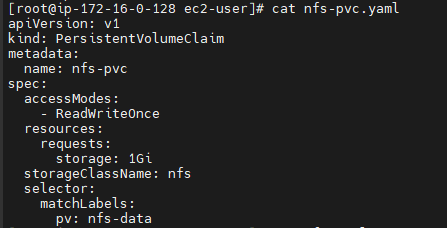 [root@ip-172-16-0-128 ec2-user]# cat nfs-pvc.yaml
apiVersion: v1
kind: PersistentVolumeClaim
metadata:
  name: nfs-pvc
spec:
  accessModes:
    - ReadWriteOnce
  resources:
    requests:
      storage: 1Gi
  storageClassName: nfs
  selector:
    matchLabels:
      pv: nfs-data